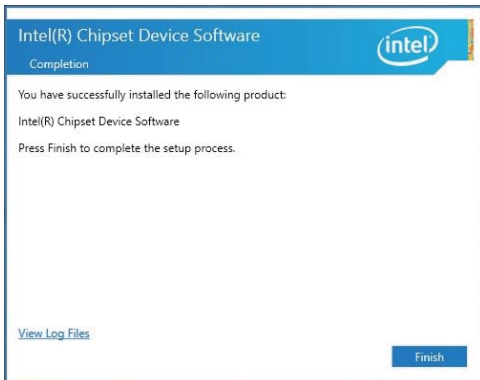 Intel(R) Chipset Device Software
intel
Completion
You have successfully installed the following product:
Intel(R) Chipset Device Software
Press Finish to complete the setup process.
View Log Files
Finish